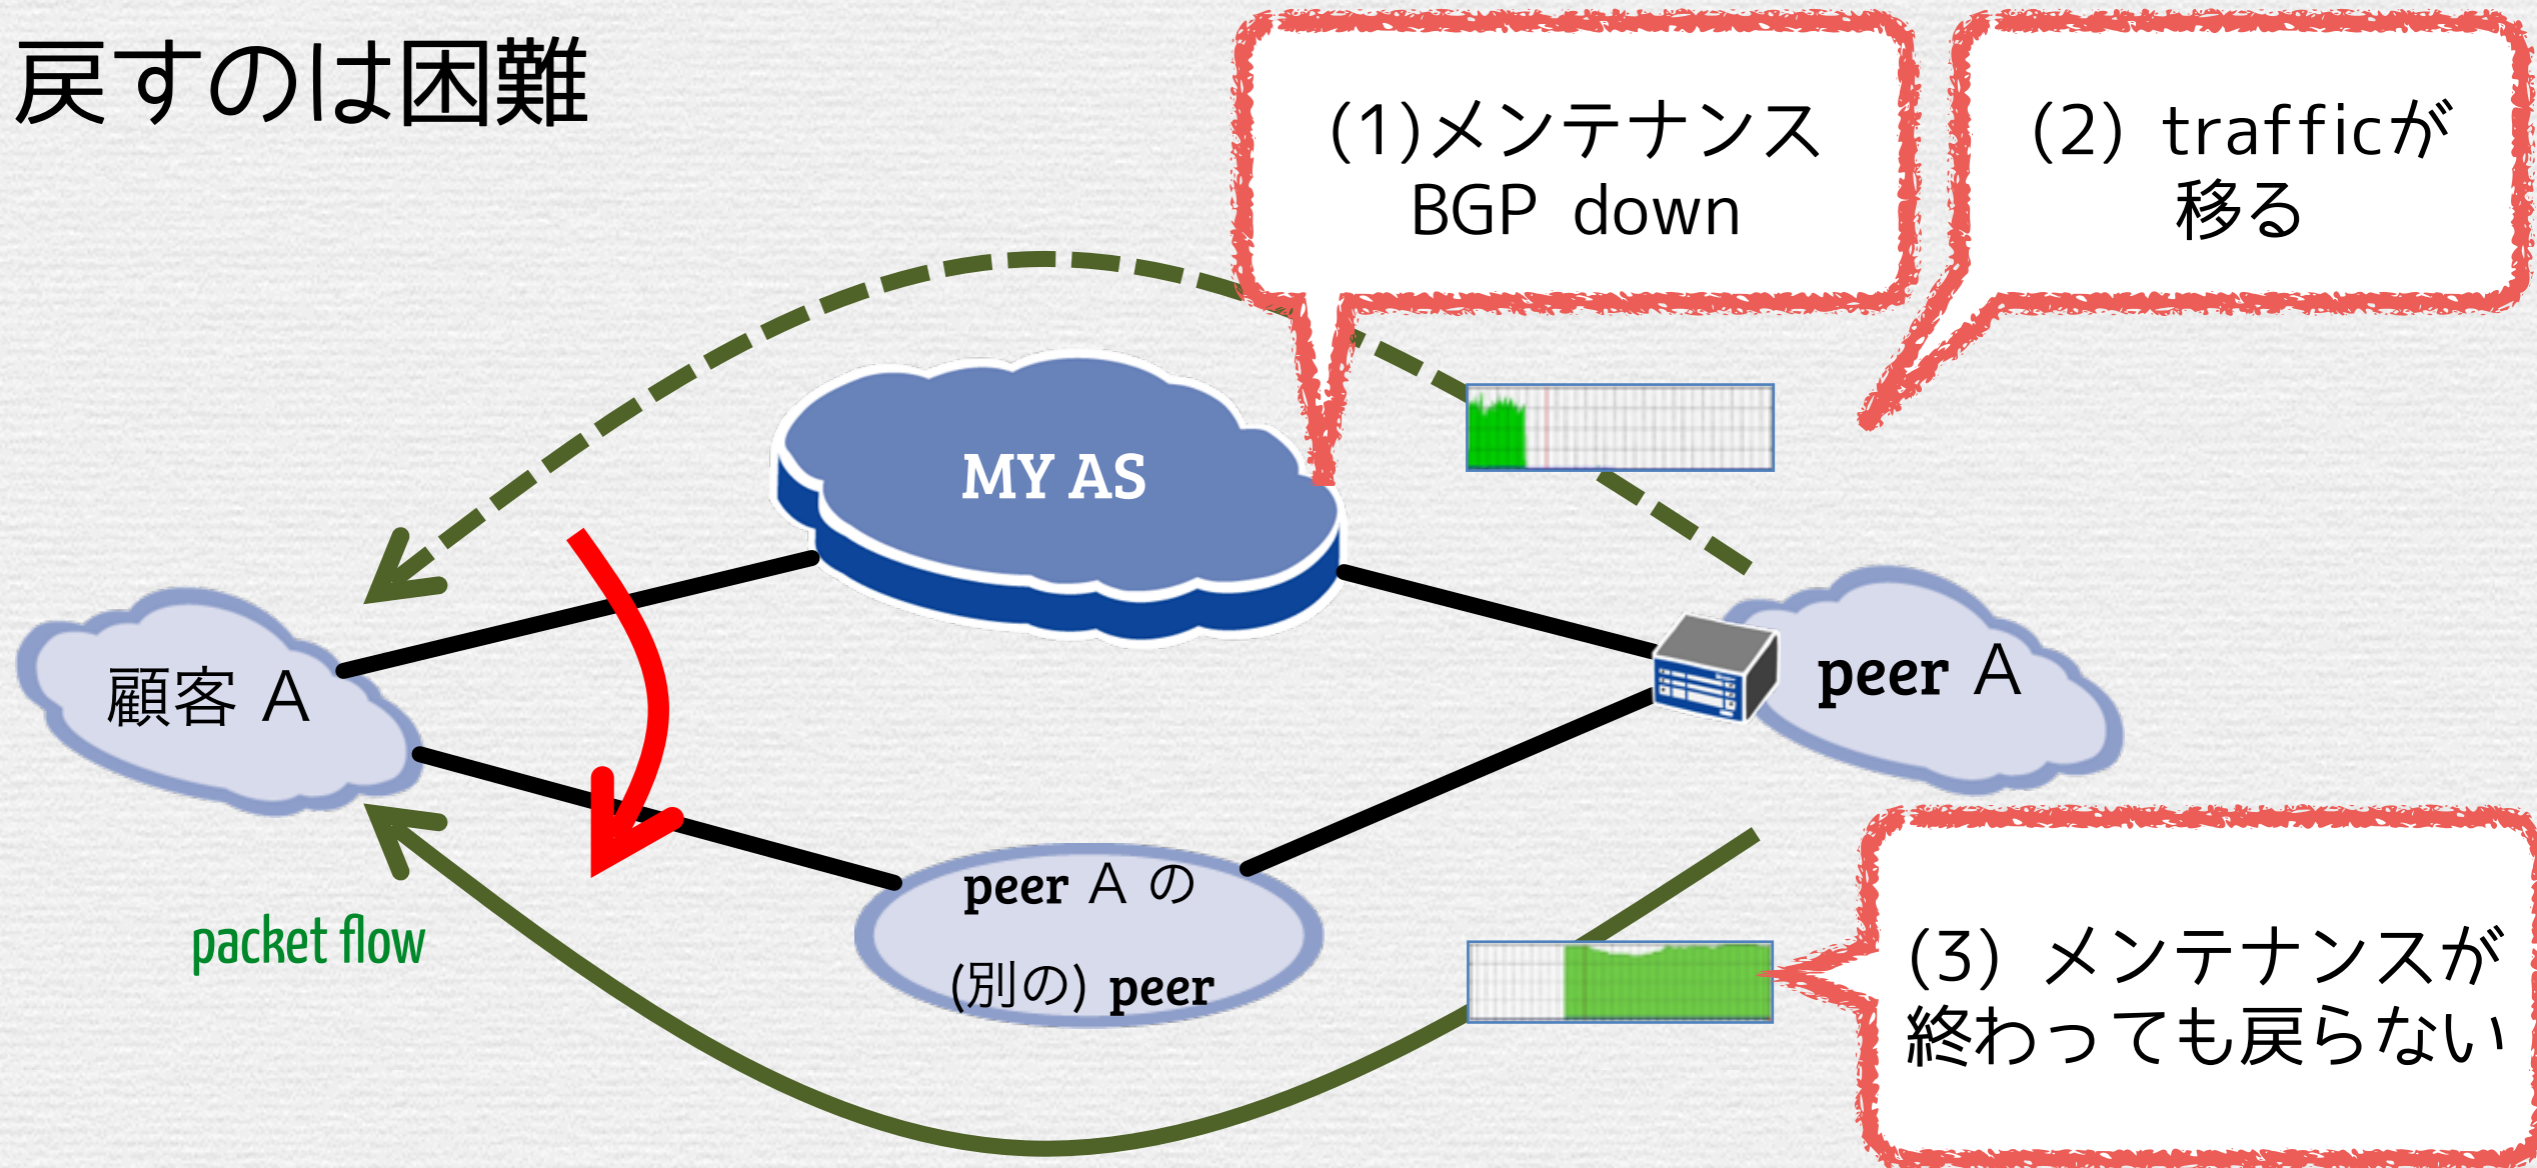 戻すのは困難
(1)メンテナンス
BGP down
(2) trafficが
移る
MY AS
顧客 A
peer A
packet flow
peer A の
(別の) peer
(3) メンテナンスが
終わっても戻らない